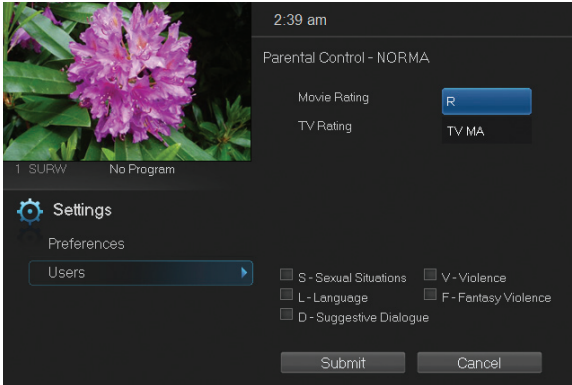 2:39 am
Parental Control - NORMA
Movie Rating R
TV Rating TV MA
1 SURW No Program
Settings
Preferences
Users
S - Sexual Situations V - Violence
L - Language F - Fantasy Violence
D - Suggestive Dialogue
Submit Cancel